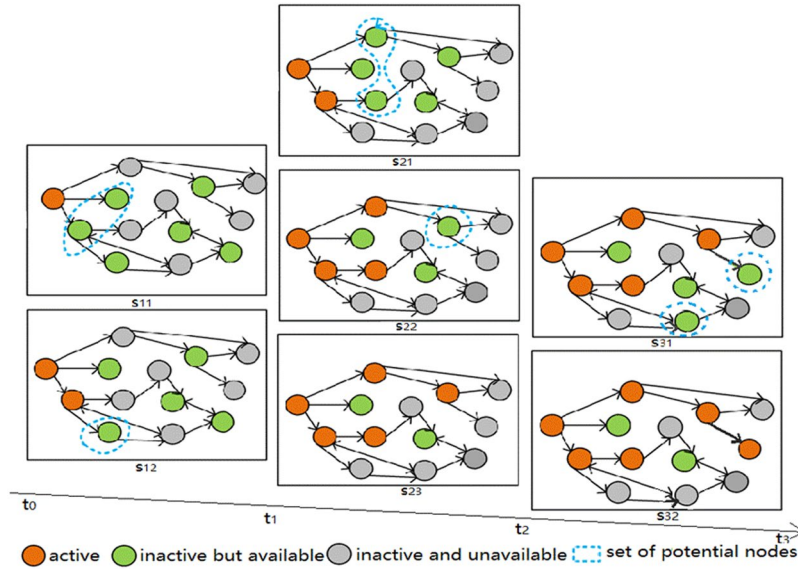 s21
s11
s22
s31
s12
s23
s32
t0
t1
t2
t3
active
inactive but available
inactive and unavailable
set of potential nodes